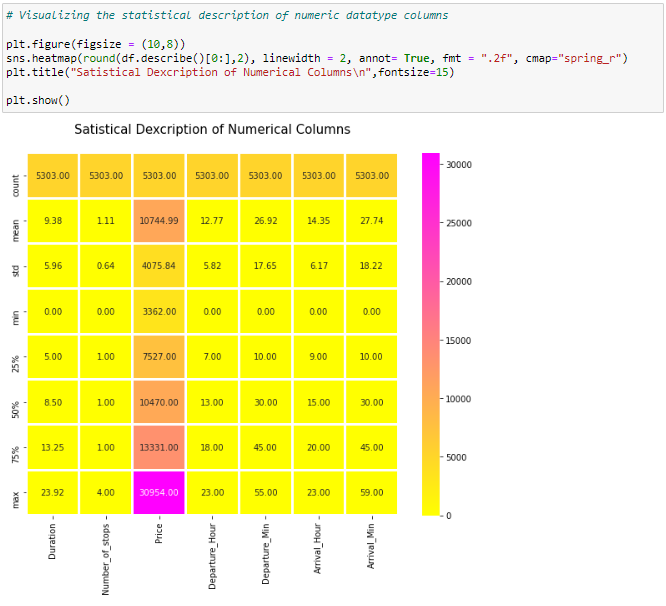 # Visualizing the statistical description of numeric datatype columns
plt.figure(figsize = (10,8))
sns.heatmap(round(df.describe()[0:],2), linewidth = 2, annot= True, fmt = ".2f", cmap="spring_r")
plt.title("Satistical Dexcription of Numerical Columns\n",fontsize=15)
plt.show()
Satistical Dexcription of Numerical Columns
count 5303.00 5303.00 5303.00 5303.00 5303.00 5303.00 5303.00
mean 9.38 1.11 10744.99 12.77 26.92 14.35 27.74
std 5.96 0.64 4075.84 5.82 17.65 6.17 18.22
min 0.00 0.00 3362.00 0.00 0.00 0.00 0.00
25% 5.00 1.00 7527.00 7.00 10.00 9.00 10.00
50% 8.50 1.00 10470.00 13.00 30.00 15.00 30.00
75% 13.25 1.00 13331.00 18.00 45.00 20.00 45.00
max 23.92 4.00 30954.00 23.00 55.00 23.00 59.00
Duration Number_of_stops Price Departure_Hour Departure_Min Arrival_Hour Arrival_Min
30000
25000
20000
15000
10000
5000
0